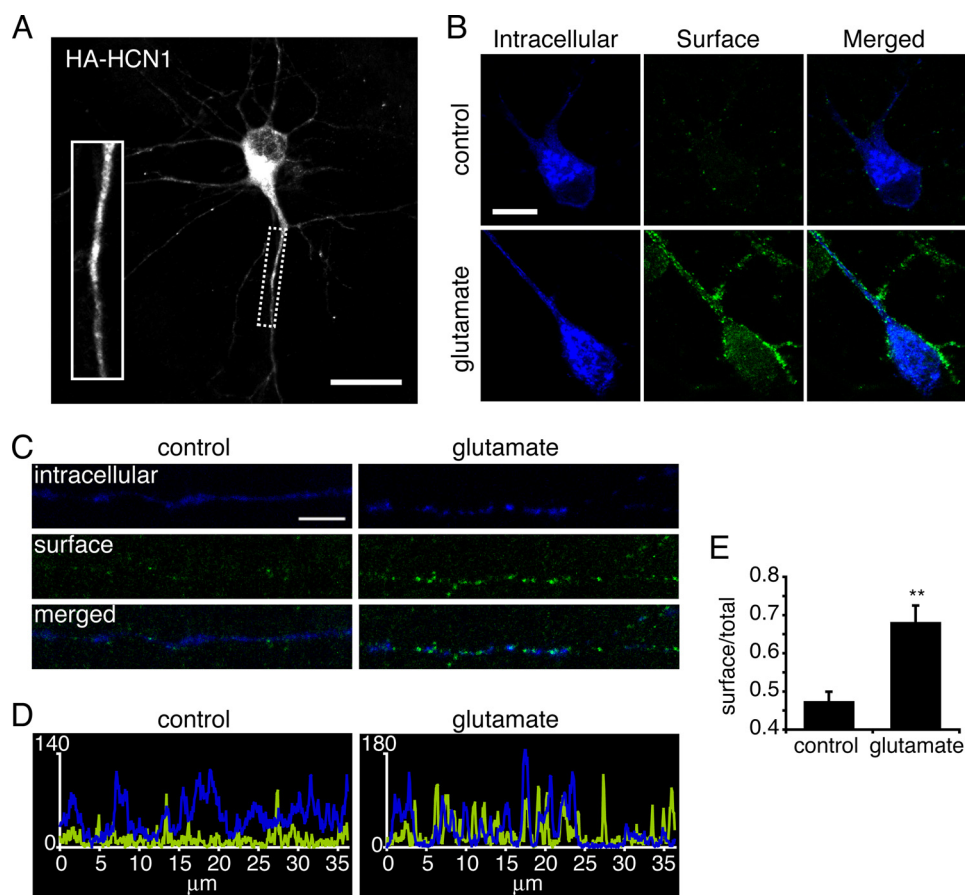 A
HA-HCN1
B
Intracellular Surface Merged
control
glutamate
C
control glutamate
intracellular
surface
merged
D
control glutamate
140 180
0 0
0 5 10 15 20 25 30 35 0 5 10 15 20 25 30 35
μm μm
E
0.8
**
0.7
0.6
0.5
0.4
surface/total
control glutamate